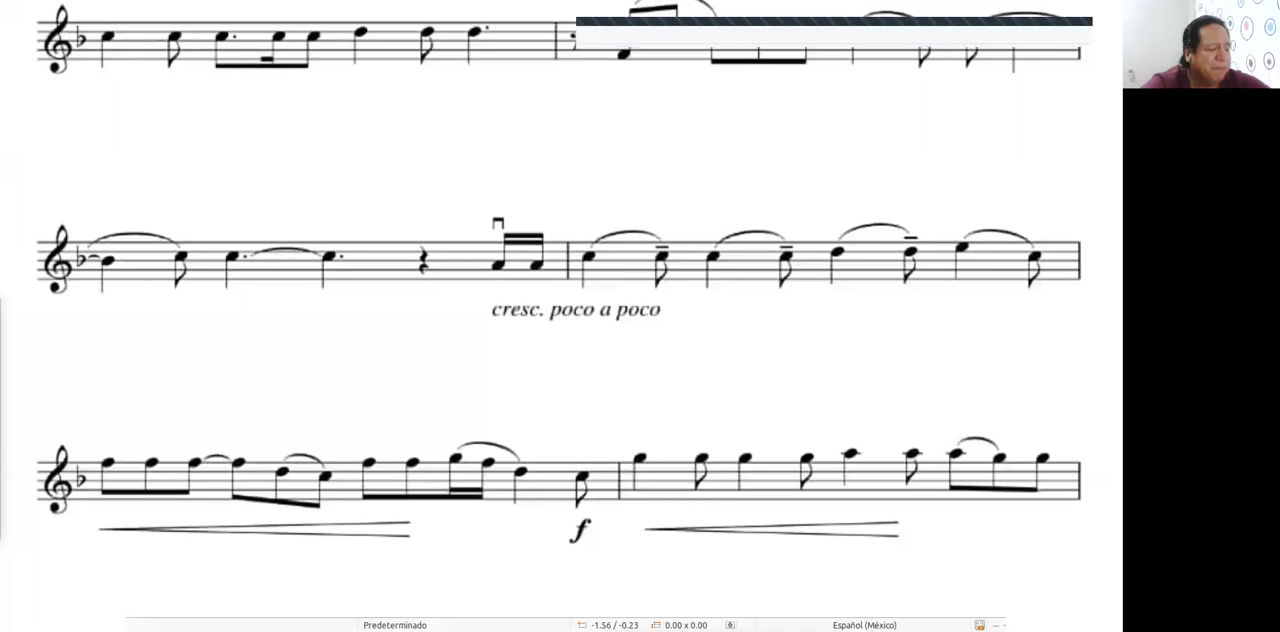 cresc. poco a poco
f
Predeterminado -1.56 / -0.23 0.00 x 0.00 Español (México)